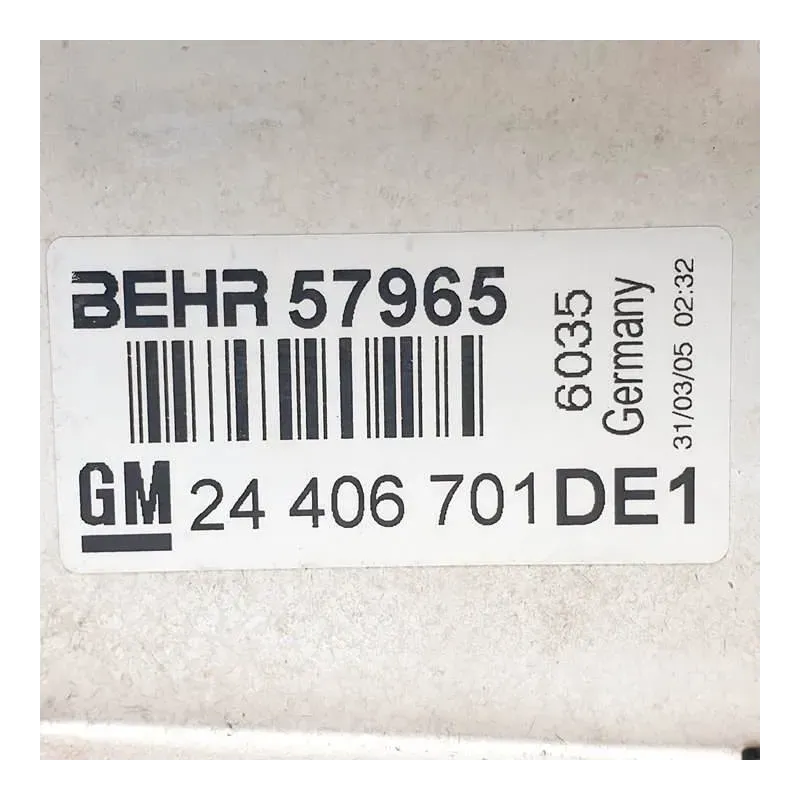 BEHR 57965
GM 24 406 701 DE1
6035
Germany
31/03/05 02:32